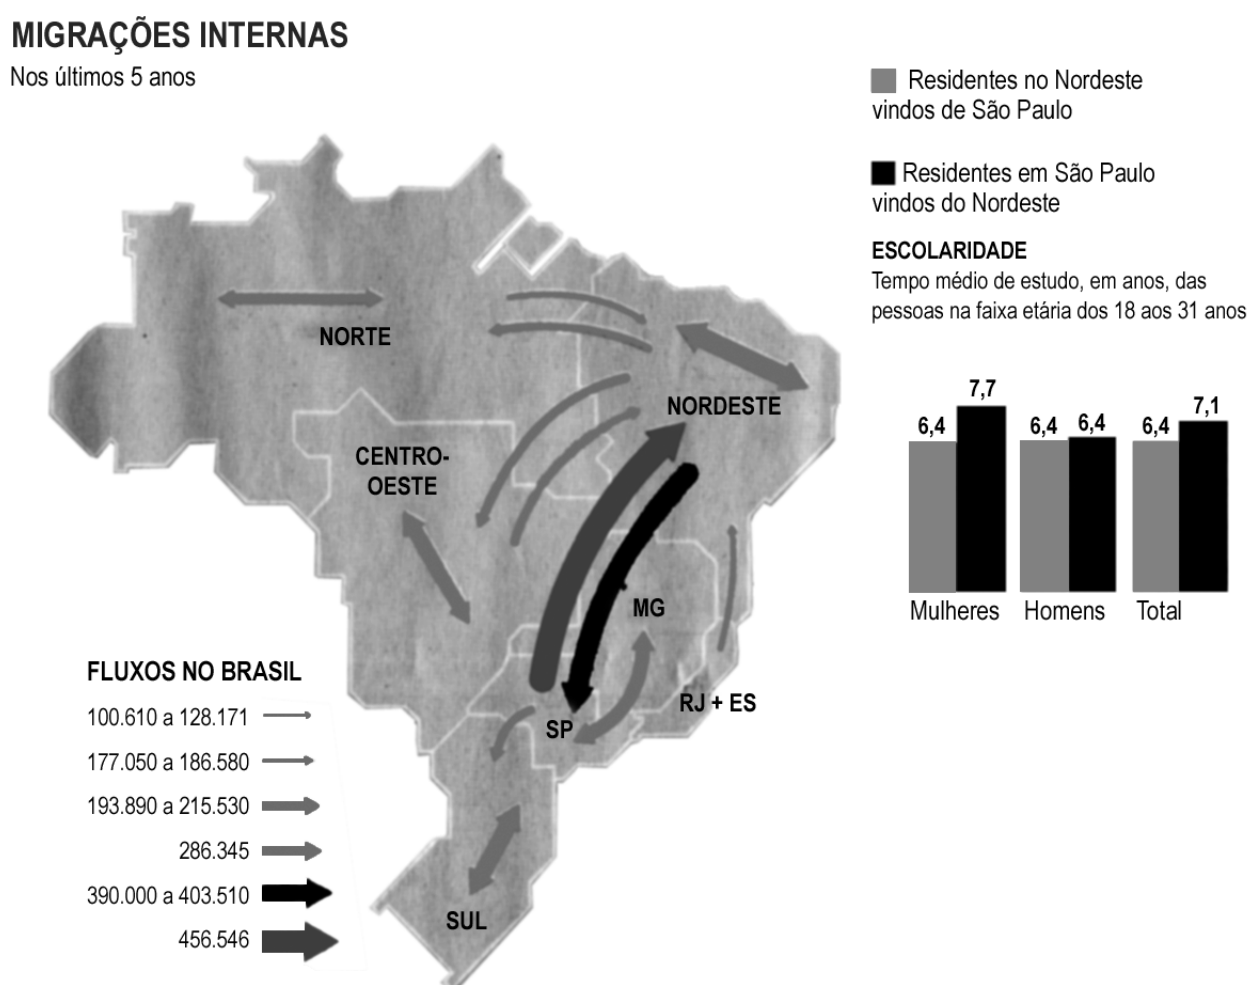 MIGRAÇÕES INTERNAS
Nos últimos 5 anos
Residentes no Nordeste
vindos de São Paulo
Residentes em São Paulo
vindos do Nordeste
ESCOLARIDADE
Tempo médio de estudo, em anos, das
pessoas na faixa etária dos 18 aos 31 anos
6,4 7,7 6,4 6,4 6,4 7,1
Mulheres Homens Total
NORTE
NORDESTE
CENTRO-
OESTE
MG
RJ + ES
SP
SUL
FLUXOS NO BRASIL
100.610 a 128.171
177.050 a 186.580
193.890 a 215.530
286.345
390.000 a 403.510
456.546